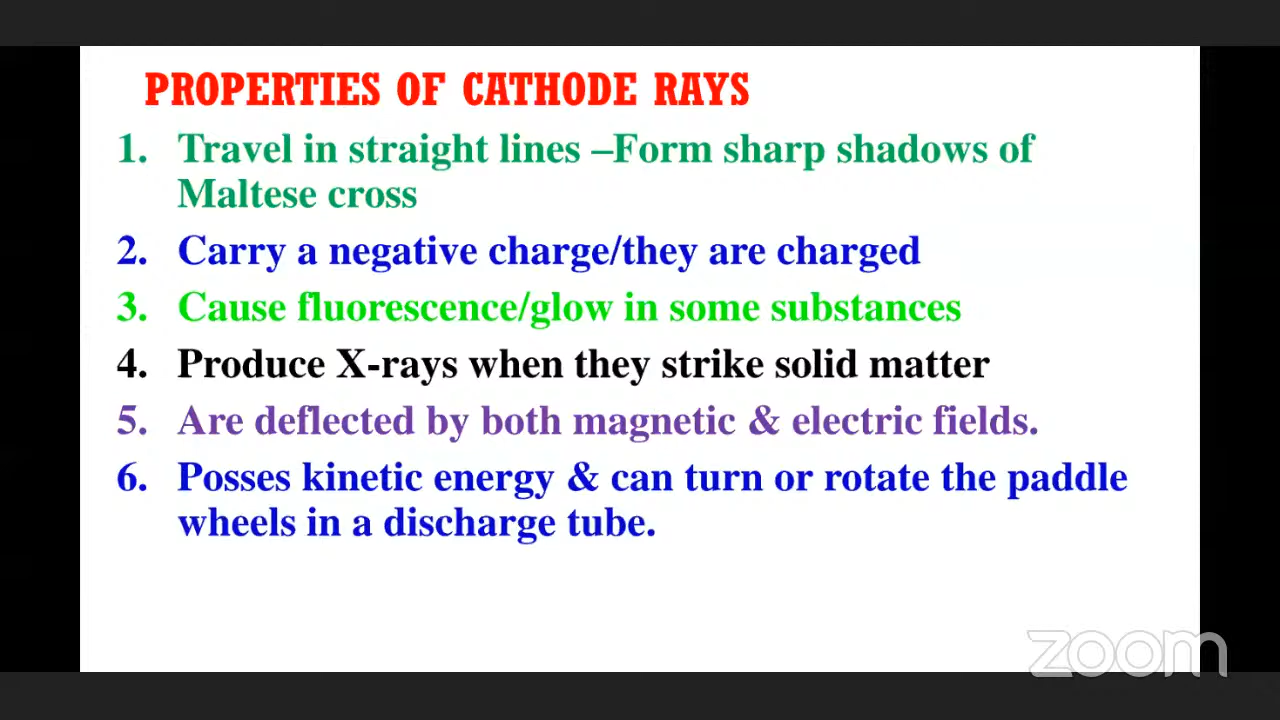 PROPERTIES OF CATHODE RAYS
1. Travel in straight lines –Form sharp shadows of
Maltese cross
2. Carry a negative charge/they are charged
3. Cause fluorescence/glow in some substances
4. Produce X-rays when they strike solid matter
5. Are deflected by both magnetic & electric fields.
6. Posses kinetic energy & can turn or rotate the paddle
wheels in a discharge tube.
zoom